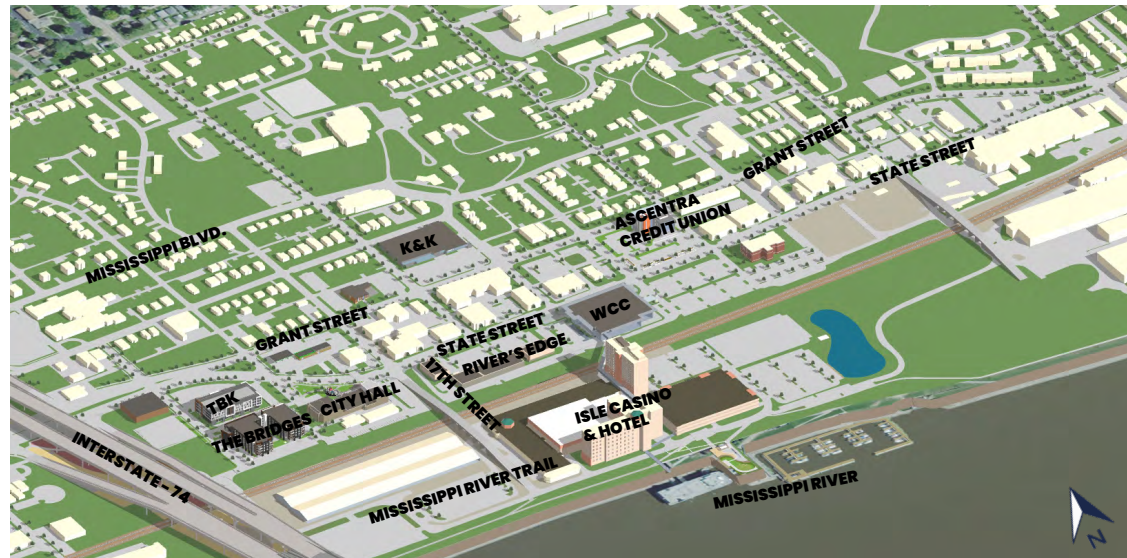 GRANT STREET
STATE STREET
ASCENTRA
CREDIT UNION
K&K
MISSISSIPPI BLVD.
WCC
GRANT STREET
STATE STREET
RIVER'S EDGE
17TH STREET
CITY HALL
TBK
THE BRIDGES
ISLE CASINO
& HOTEL
INTERSTATE - 74
MISSISSIPPI RIVER TRAIL
MISSISSIPPI RIVER
N